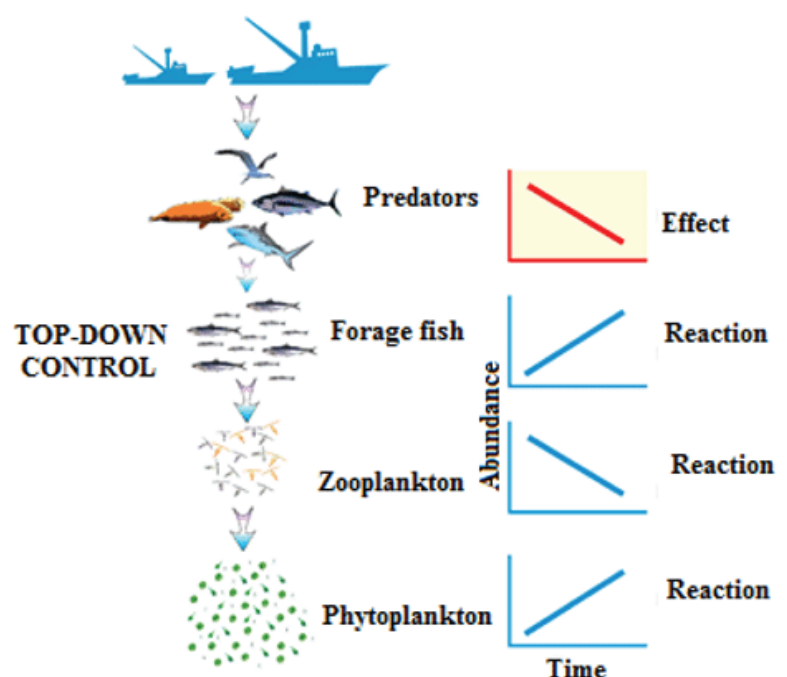 Predators
Effect
TOP-DOWN
CONTROL
Forage fish
Reaction
Abundance
Zooplankton
Reaction
Phytoplankton
Reaction
Time